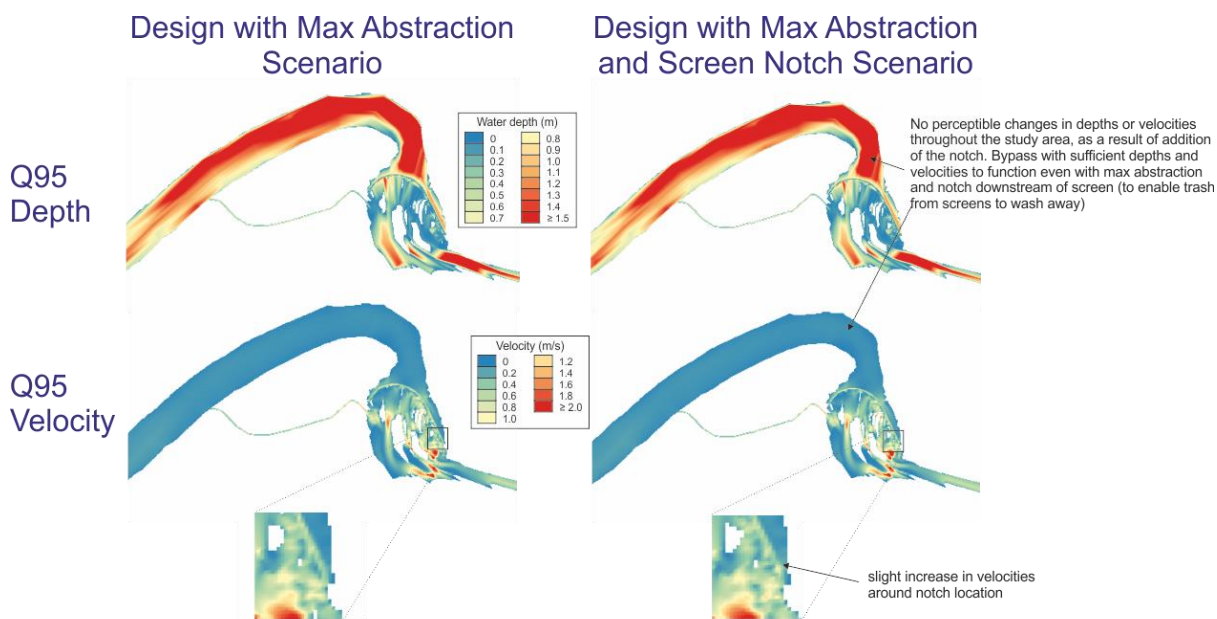 Design with Max Abstraction
Scenario
Design with Max Abstraction
and Screen Notch Scenario
Q95
Depth
Water depth (m)
0
0.1
0.2
0.3
0.4
0.5
0.6
0.7
0.8
0.9
1.0
1.1
1.2
1.3
1.4
≥ 1.5
No perceptible changes in depths or velocities
throughout the study area, as a result of addition
of the notch. Bypass with sufficient depths and
velocities to function even with max abstraction
and notch downstream of screen (to enable trash
from screens to wash away)
Q95
Velocity
Velocity (m/s)
0
0.2
0.4
0.6
0.8
1.0
1.2
1.4
1.6
1.8
≥ 2.0
slight increase in velocities
around notch location